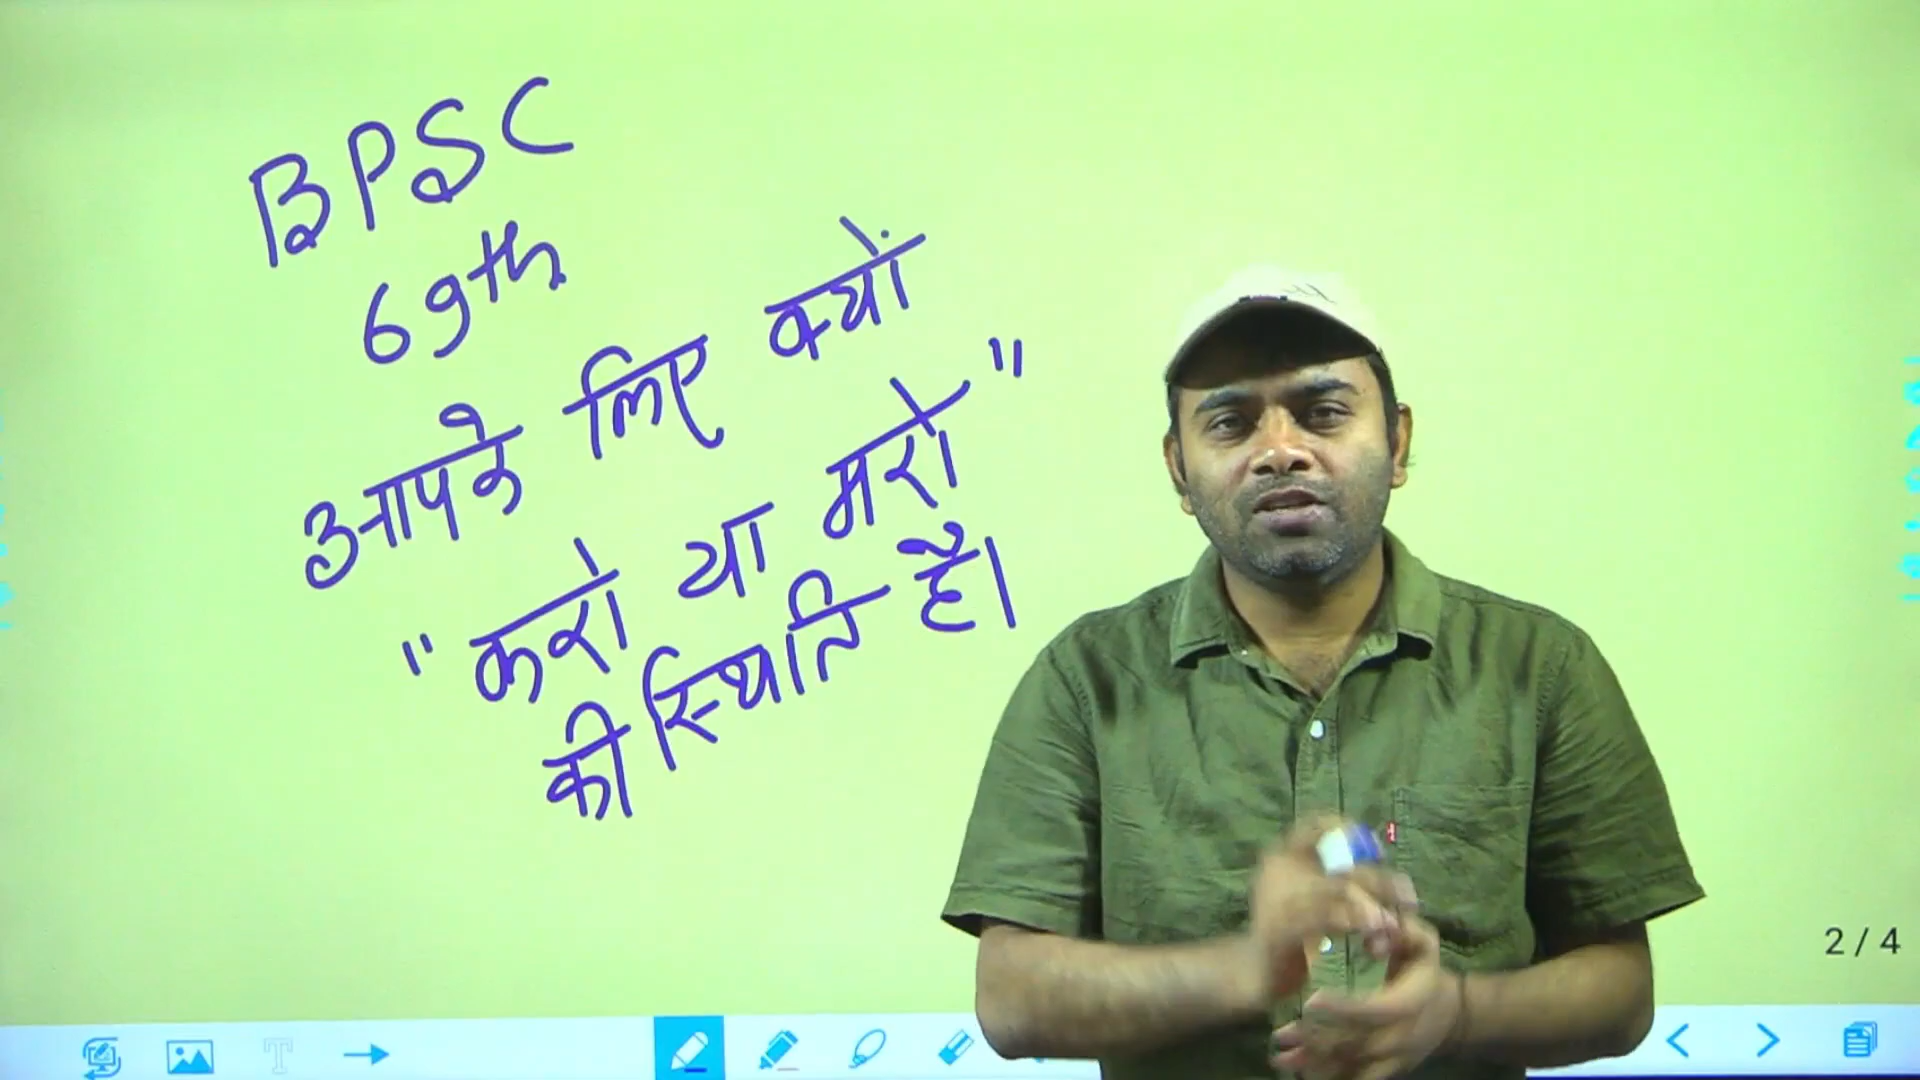 BPSC
69th
आपके लिए क्यों
"करो या मरो"
की स्थिति है।
2/4